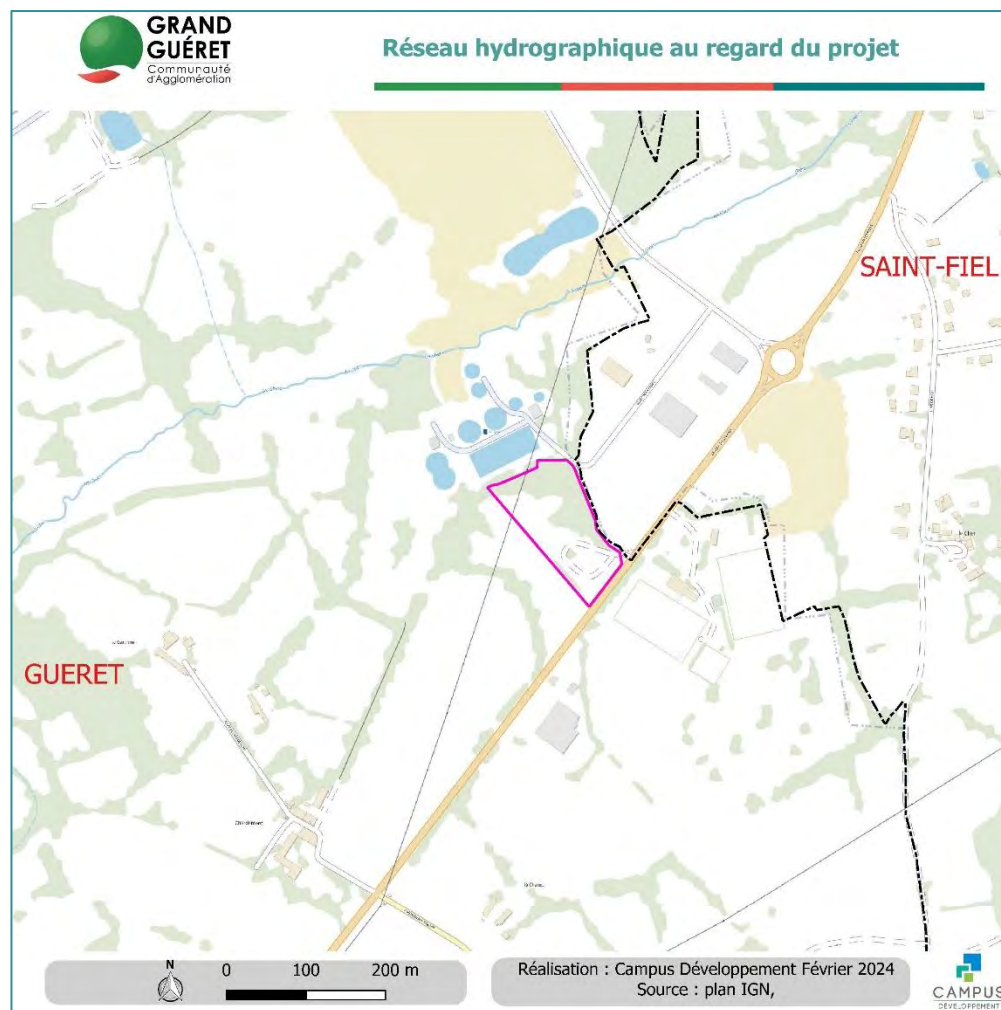 GRAND
GUÉRET
Communauté
d'Agglomération
Réseau hydrographique au regard du projet
SAINT-FIEL
GUERET
N
0 100 200 m
Réalisation : Campus Développement Février 2024
Source : plan IGN,
CAMPUS
DÉVELOPPEMENT